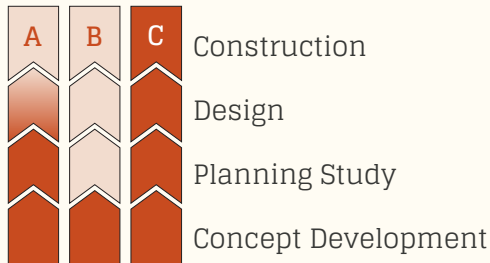 A B C
Construction
Design
Planning Study
Concept Development